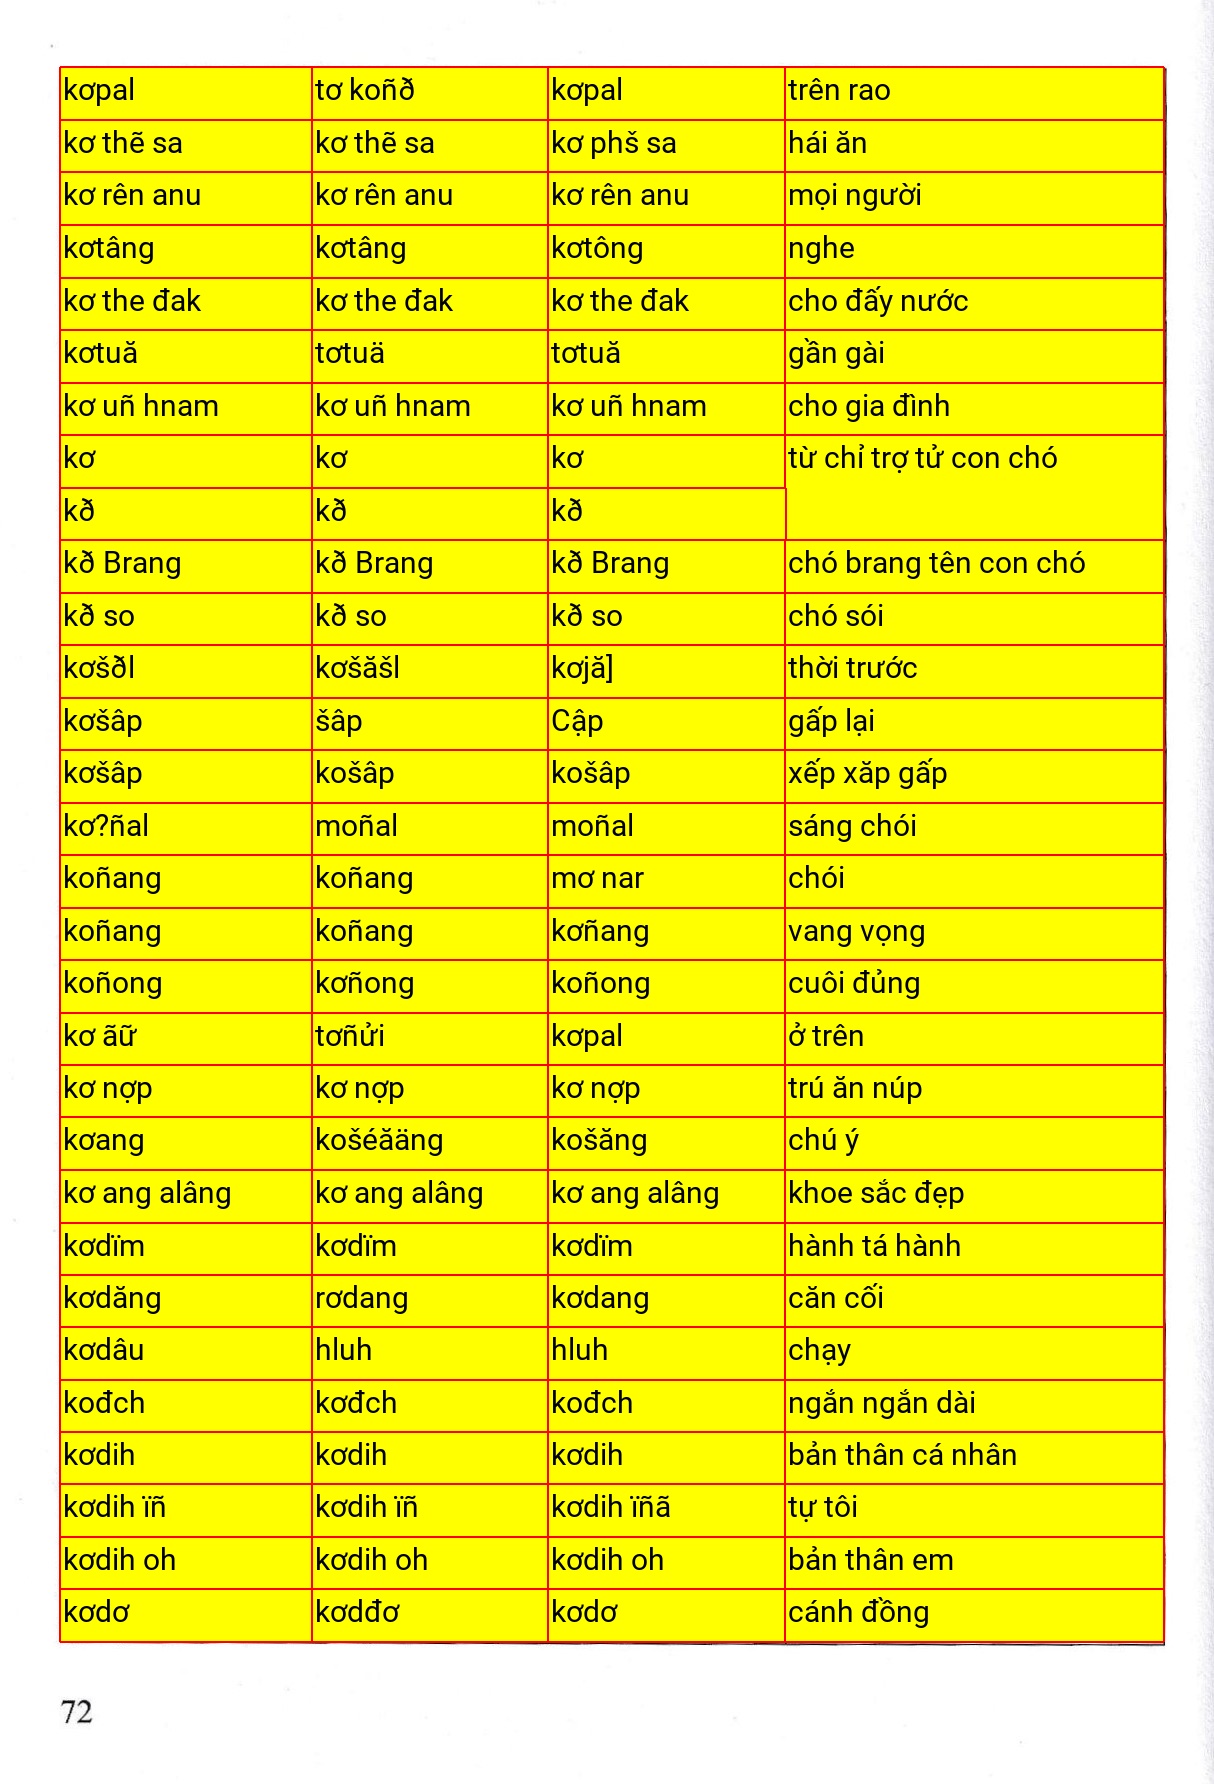 kơpal tơ koñð kơpal trên rao
kơ thẽ sa kơ thẽ sa kơ phš sa hái ăn
kơ rên anu kơ rên anu kơ rên anu mọi người
kơtâng kơtâng kơtông nghe
kơ the đak kơ the đak kơ the đak cho đấy nước
kơtuă tơtuä tơtuă gần gài
kơ uñ hnam kơ uñ hnam kơ uñ hnam cho gia đình
kơ kơ kơ từ chỉ trợ tử con chó
kð kð kð
kð Brang kð Brang kð Brang chó brang tên con chó
kð so kð so kð so chó sói
kơšðl kơšăšl kơjă] thời trước
kơšâp šâp Cập gấp lại
kơšâp košâp košâp xếp xăp gấp
kơ?ñal moñal moñal sáng chói
koñang koñang mơ nar chói
koñang koñang kơñang vang vọng
koñong kơñong koñong cuôi đủng
kơ ãữ tơñửi kơpal ở trên
kơ nợp kơ nợp kơ nợp trú ăn núp
kơang košéăäng košăng chú ý
kơ ang alâng kơ ang alâng kơ ang alâng khoe sắc đẹp
kơdïm kơdïm kơdïm hành tá hành
kơdăng rơdang kơdang căn cối
kơdâu hluh hluh chạy
kođch kơđch kođch ngắn ngắn dài
kơdih kơdih kơdih bản thân cá nhân
kơdih ïñ kơdih ïñ kơdih ïñã tự tôi
kơdih oh kơdih oh kơdih oh bản thân em
kơdơ kơdđơ kơdơ cánh đồng
72